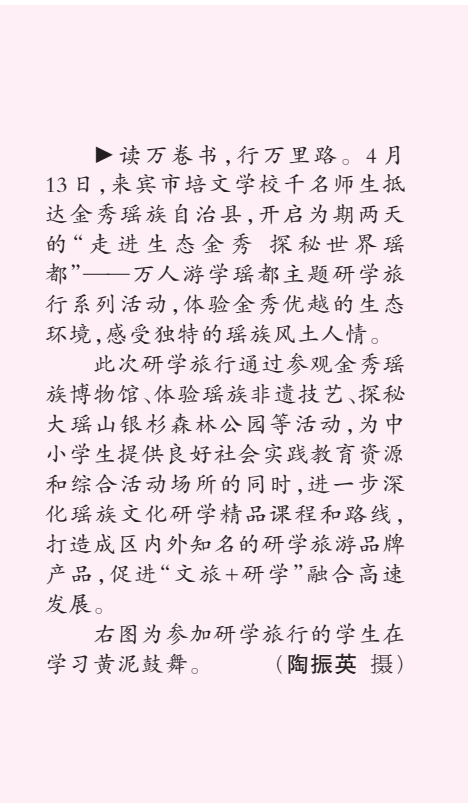 ▶读万卷书,行万里路。4月
13日,来宾市培文学校千名师生抵
达金秀瑶族自治县,开启为期两天
的“走进生态金秀 探秘世界瑶
都”——万人游学瑶都主题研学旅
行系列活动,体验金秀优越的生态
环境,感受独特的瑶族风土人情。
此次研学旅行通过参观金秀瑶
族博物馆、体验瑶族非遗技艺、探秘
大瑶山银杉森林公园等活动,为中
小学生提供良好社会实践教育资源
和综合活动场所的同时,进一步深
化瑶族文化研学精品课程和路线,
打造成区内外知名的研学旅游品牌
产品,促进“文旅+研学”融合高速
发展。
右图为参加研学旅行的学生在
学习黄泥鼓舞。 (陶振英 摄)